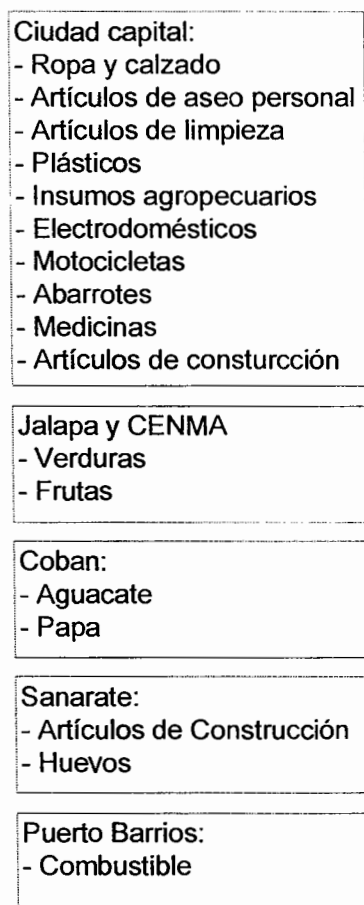 Ciudad capital:
- Ropa y calzado
- Artículos de aseo personal
- Artículos de limpieza
- Plásticos
- Insumos agropecuarios
- Electrodomésticos
- Motocicletas
- Abarrotes
- Medicinas
- Artículos de consturcción
Jalapa y CENMA
- Verduras
- Frutas
Coban:
- Aguacate
- Papa
Sanarate:
- Artículos de Construcción
- Huevos
Puerto Barrios:
- Combustible